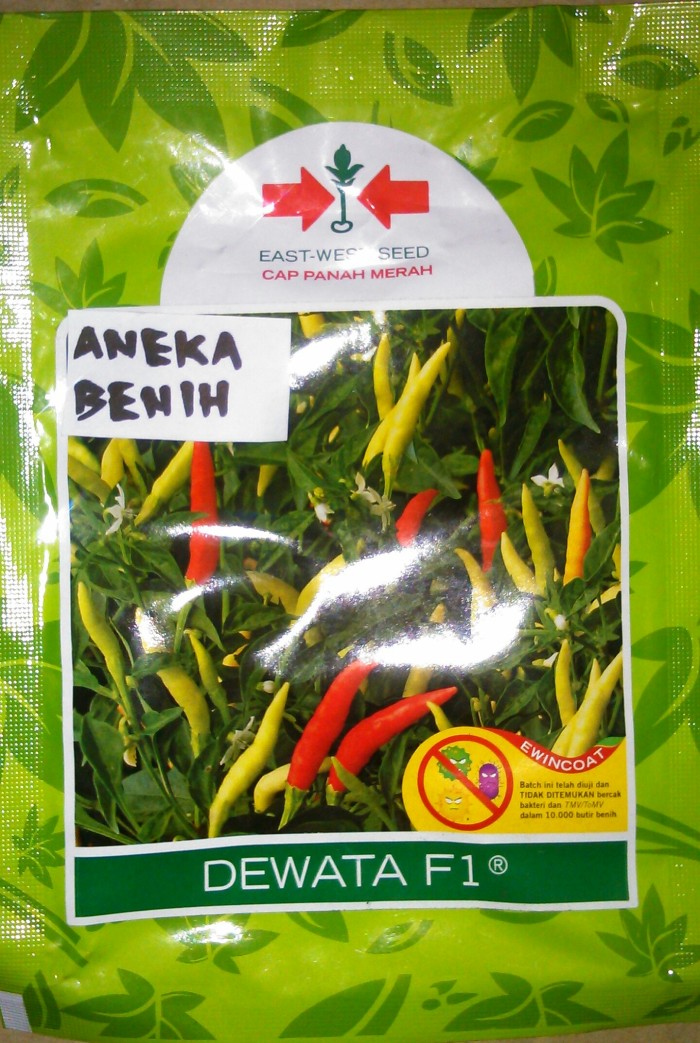 EAST-WEST SEED
CAP PANAH MERAH
ANEKA
BENIH
EWINCOAT
Batch ini telah diuji dan
TIDAK DITEMUKAN bercak
bakteri dan TMV/ToMV
dalam 10.000 butir benih
DEWATA F1®